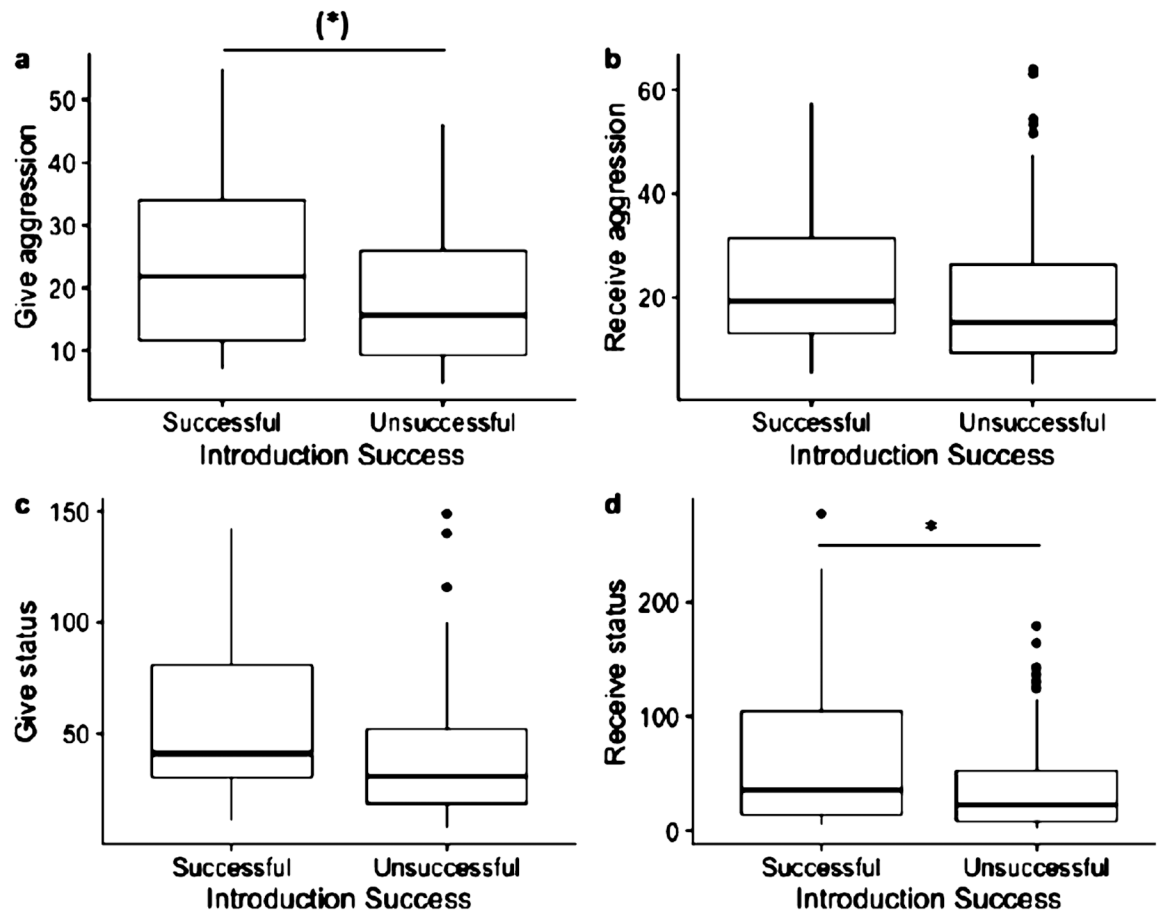 (*)
a
Give aggression
50
40
30
20
10
Successful Unsuccessful
Introduction Success
b
Receive aggression
60
40
20
Successful Unsuccessful
Introduction Success
c
Give status
150
100
50
Successful Unsuccessful
Introduction Success
d
*
Receive status
200
100
0
Successful Unsuccessful
Introduction Success